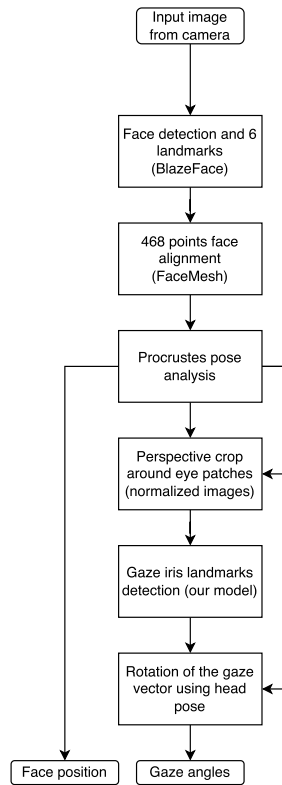 Input image
from camera
Face detection and 6
landmarks
(BlazeFace)
468 points face
alignment
(FaceMesh)
Procrustes pose
analysis
Perspective crop
around eye patches
(normalized images)
Gaze iris landmarks
detection (our model)
Rotation of the gaze
vector using head
pose
Face position
Gaze angles